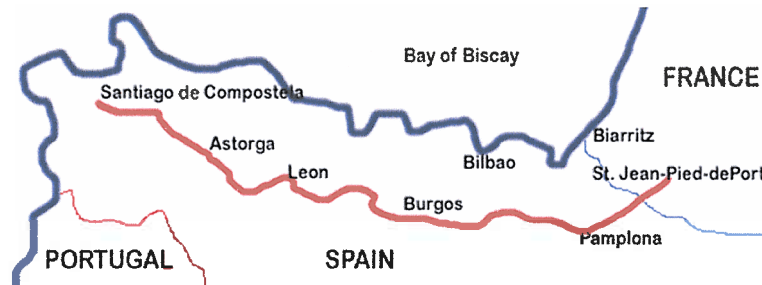 Bay of Biscay
FRANCE
Santiago de Compostela
Biarritz
Astorga
Bilbao
Leon
St. Jean-Pied-dePort
Burgos
Pamplona
PORTUGAL
SPAIN